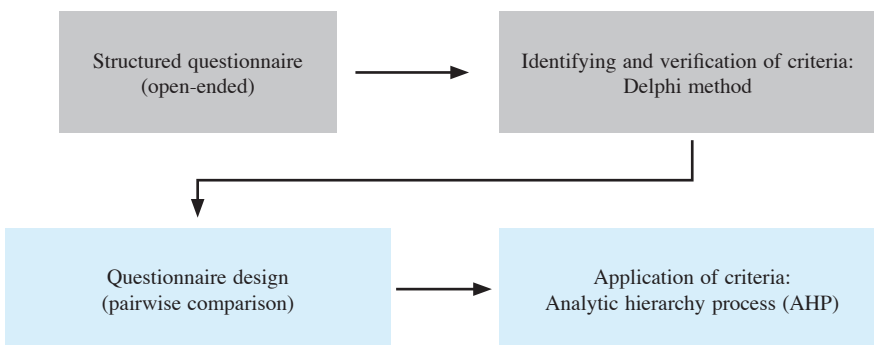 Structured questionnaire
(open-ended)
Identifying and verification of criteria:
Delphi method
Questionnaire design
(pairwise comparison)
Application of criteria:
Analytic hierarchy process (AHP)